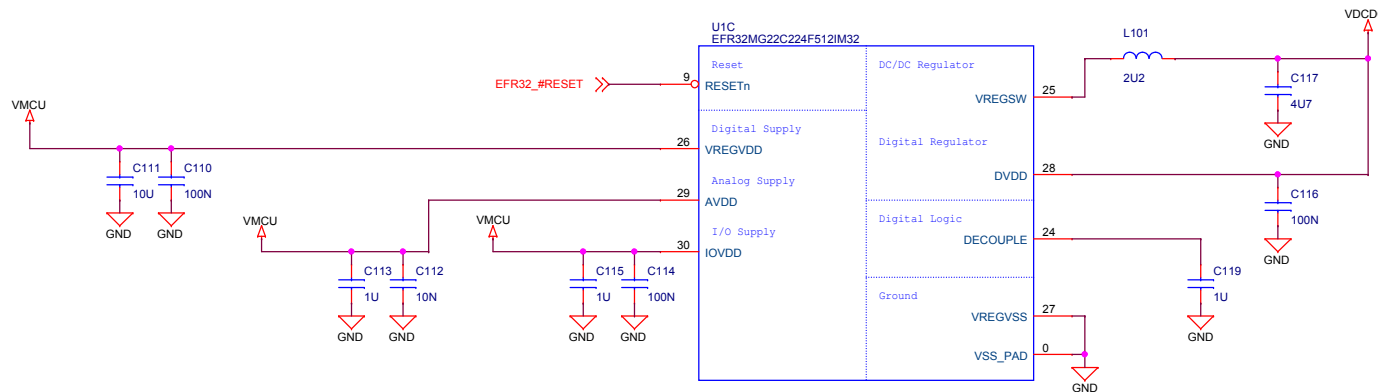 U1C
EFR32MG22C224F512IM32
VDCD
L101
2U2
Reset
DC/DC Regulator
EFR32_#RESET
9
RESETn
25
VREGSW
C117
4U7
GND
VMCU
Digital Supply
Digital Regulator
26
VREGVDD
C111
10U
C110
100N
GND
GND
Analog Supply
29
AVDD
28
DVDD
C116
100N
GND
VMCU
VMCU
I/O Supply
Digital Logic
30
IOVDD
24
DECOUPLE
C113
1U
C112
10N
C115
1U
C114
100N
C119
1U
GND
GND
GND
GND
GND
Ground
27
VREGVSS
0
VSS_PAD
GND